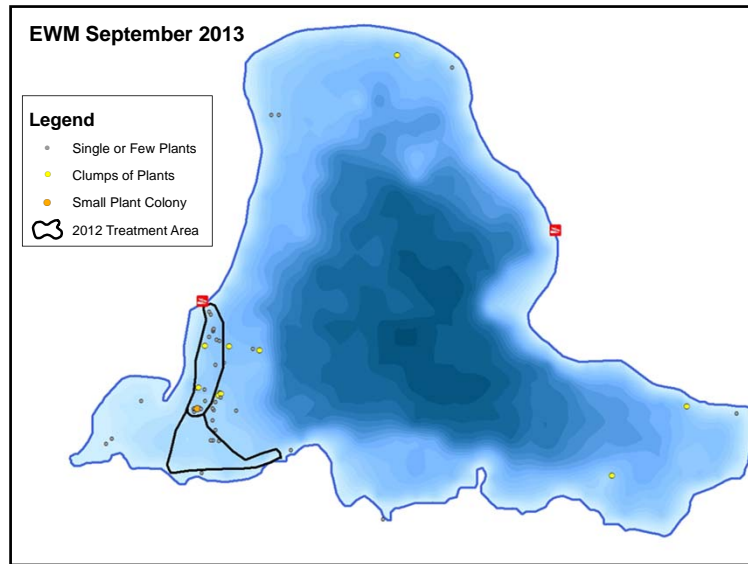 EWM September 2013
Legend
Single or Few Plants
Clumps of Plants
Small Plant Colony
2012 Treatment Area